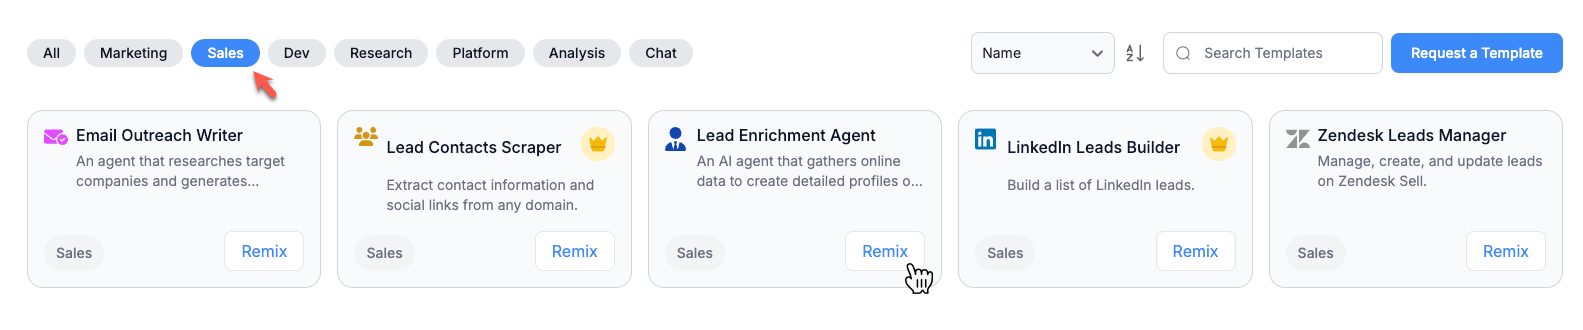 All Marketing Sales Dev Research Platform Analysis Chat Name AZ Search Templates Request a Template
Email Outreach Writer
An agent that researches target
companies and generates...
Sales Remix
Lead Contacts Scraper
Extract contact information and
social links from any domain.
Sales Remix
Lead Enrichment Agent
An AI agent that gathers online
data to create detailed profiles o...
Sales Remix
in LinkedIn Leads Builder
Build a list of LinkedIn leads.
Sales Remix
Zendesk Leads Manager
Manage, create, and update leads
on Zendesk Sell.
Sales Remix